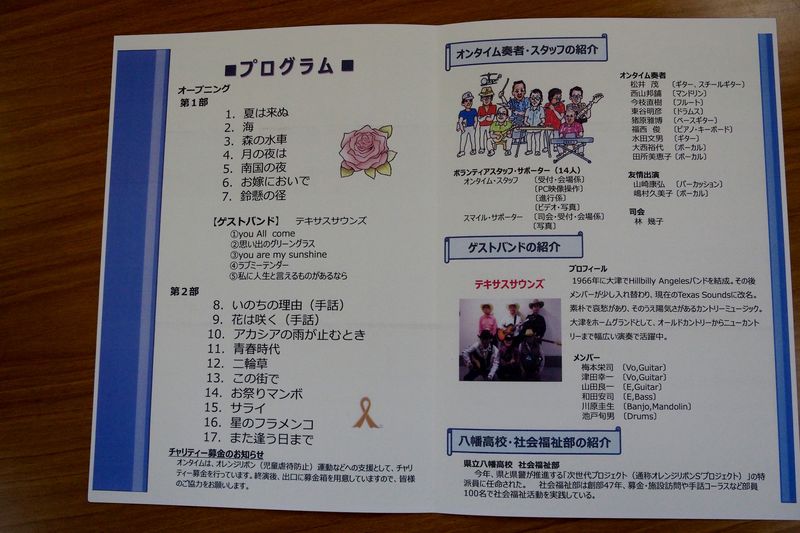 ■プログラム■
オープニング
第１部
1. 夏は来ぬ
2. 海
3. 森の水車
4. 月の夜は
5. 南国の夜
6. お嫁においで
7. 鈴懸の径
【ゲストバンド】 テキサスサウンズ
①you All come
②思い出のグリーングラス
③you are my sunshine
④ラブミーテンダー
⑤私に人生と言えるものがあるなら
第２部
8. いのちの理由（手話）
9. 花は咲く（手話）
10. アカシアの雨が止むとき
11. 青春時代
12. 二輪草
13. この街で
14. お祭りマンボ
15. サライ
16. 星のフラメンコ
17. また逢う日まで
チャリティー募金のお知らせ
オンタイムは、オレンジリボン（児童虐待防止）運動などへの支援として、チャリ
ティー募金を行っています。終演後、出口に募金箱を用意していますので、皆様
のご協力をお願いします。
オンタイム奏者・スタッフの紹介
オンタイム奏者
松井 茂 〔ギター、スチールギター〕
西山邦鋪 〔マンドリン〕
今枝直樹 〔フルート〕
東谷明彦 〔ドラムス〕
猪原雅博 〔ベースギター〕
福西 俊 〔ピアノ・キーボード〕
水田文男 〔ギター〕
大西裕代 〔ボーカル〕
田所美恵子〔ボーカル〕
友情出演
山崎康弘 〔パーカッション〕
嶋村久美子〔ボーカル〕
司会
林 幾子
ボランティアスタッフ・サポーター（14人）
オンタイム・スタッフ 〔受付・会場係〕
〔PC映像操作〕
〔進行係〕
〔ビデオ・写真〕
スマイル・サポーター 〔司会・受付・会場係〕
〔写真〕
ゲストバンドの紹介
テキサスサウンズ
プロフィール
1966年に大津でHillbilly Angelesバンドを結成。その後
メンバーが少し入れ替わり、現在のTexas Soundsに改名。
素朴で哀愁があり、そのうえ陽気さがあるカントリーミュージック。
大津をホームグランドとして、オールドカントリーからニューカント
リーまで幅広い演奏で活躍中。
メンバー
梅本栄司 〔Vo,Guitar〕
津田幸一 〔Vo,Guitar〕
山田良一 〔E,Guitar〕
和田安司 〔E,Bass〕
川原圭生 〔Banjo,Mandolin〕
池戸旬男 〔Drums〕
八幡高校・社会福祉部の紹介
県立八幡高校 社会福祉部
今年、県と県警が推進する「次世代プロジェクト（通称オレンジリボンS'プロジェクト）」の特
派員に任命された。 社会福祉部は創部47年、募金・施設訪問や手話コーラスなど部員
100名で社会福祉活動を実践している。